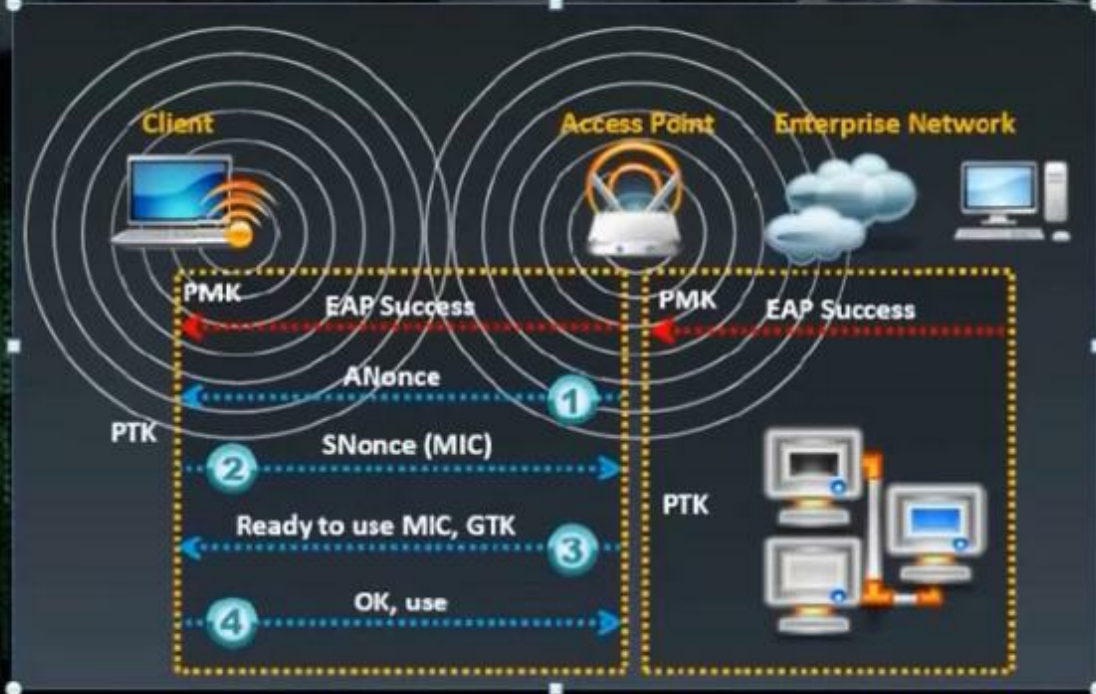 Client
Access Point
Enterprise Network
PMK
EAP Success
PMK
EAP Success
ANonce
1
PTK
SNonce (MIC)
2
Ready to use MIC, GTK
3
PTK
OK, use
4